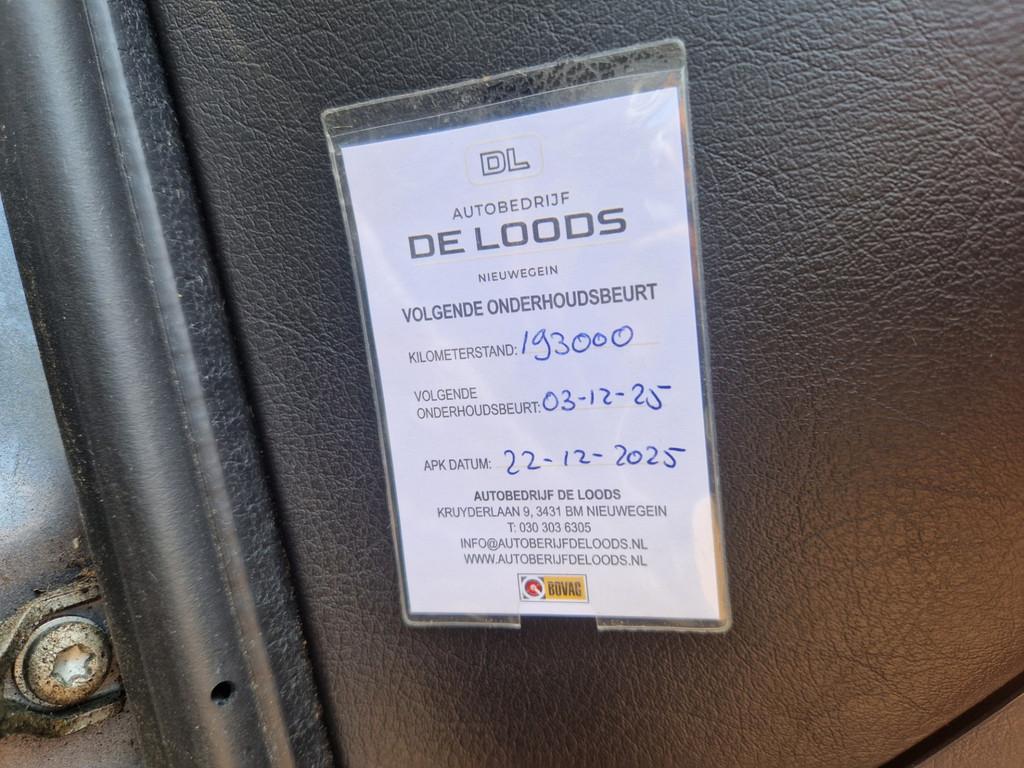 DL
AUTOBEDRIJF
DE LOODS
NIEUWEGEIN
VOLGENDE ONDERHOUDSBEURT
KILOMETERSTAND: 193000
VOLGENDE
ONDERHOUDSBEURT: 03-12-25
APK DATUM: 22-12-2025
AUTOBEDRIJF DE LOODS
KRUYDERLAAN 9, 3431 BM NIEUWEGEIN
T: 030 303 6305
INFO@AUTOBERIJFDELOODS.NL
WWW.AUTOBERIJFDELOODS.NL
BOVAG